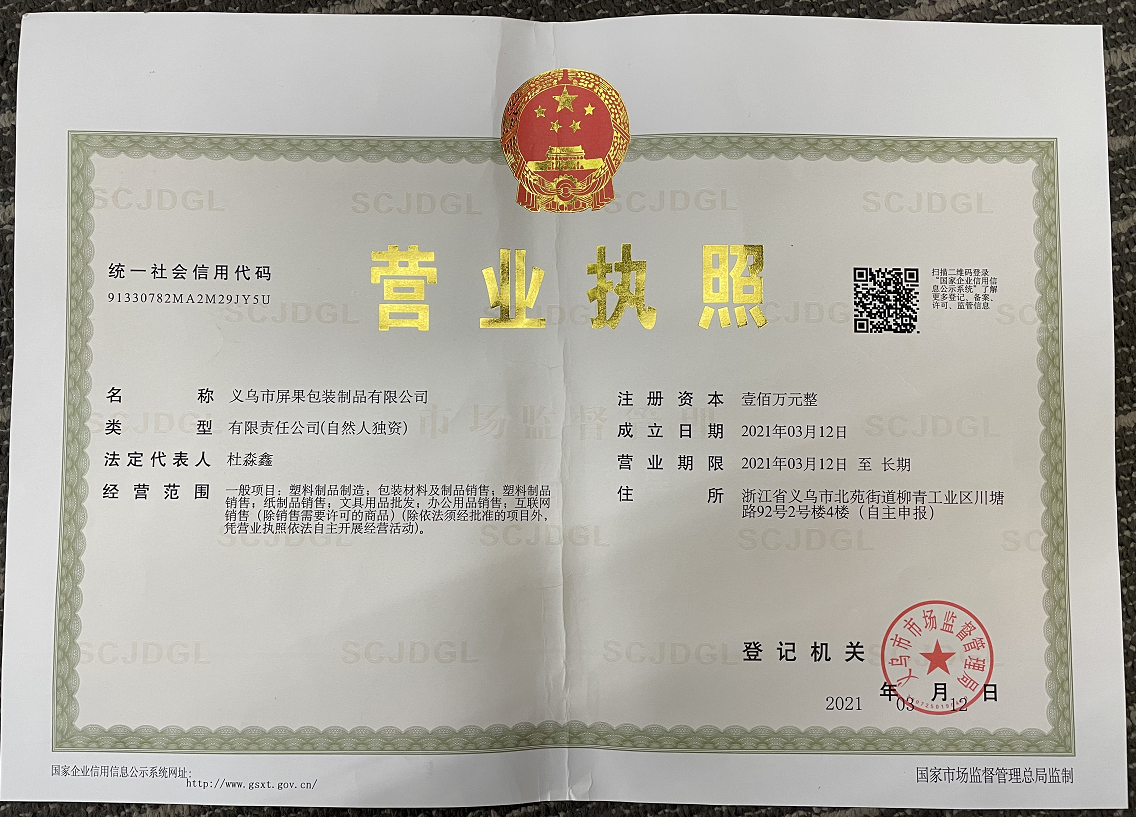 营业执照
统一社会信用代码
91330782MA2M29JY5U
扫描二维码登录
“国家企业信用信
息公示系统”了解
更多登记、备案、
许可、监管信息
名 称 义乌市屏果包装制品有限公司
类 型 有限责任公司(自然人独资)
法定代表人 杜淼鑫
经营范围 一般项目：塑料制品制造；包装材料及制品销售；塑料制品
销售；纸制品销售；文具用品批发；办公用品销售；互联网
销售（除销售需要许可的商品）(除依法须经批准的项目外，
凭营业执照依法自主开展经营活动)。
注册资本 壹佰万元整
成立日期 2021年03月12日
营业期限 2021年03月12日 至 长期
住 所 浙江省义乌市北苑街道柳青工业区川塘
路92号2号楼4楼（自主申报）
市场监督管理
SCJDGL
登记机关
义乌市市场监督管理局
2021 年 03 月 12 日
国家企业信用信息公示系统网址:
http://www.gsxt.gov.cn/
国家市场监督管理总局监制